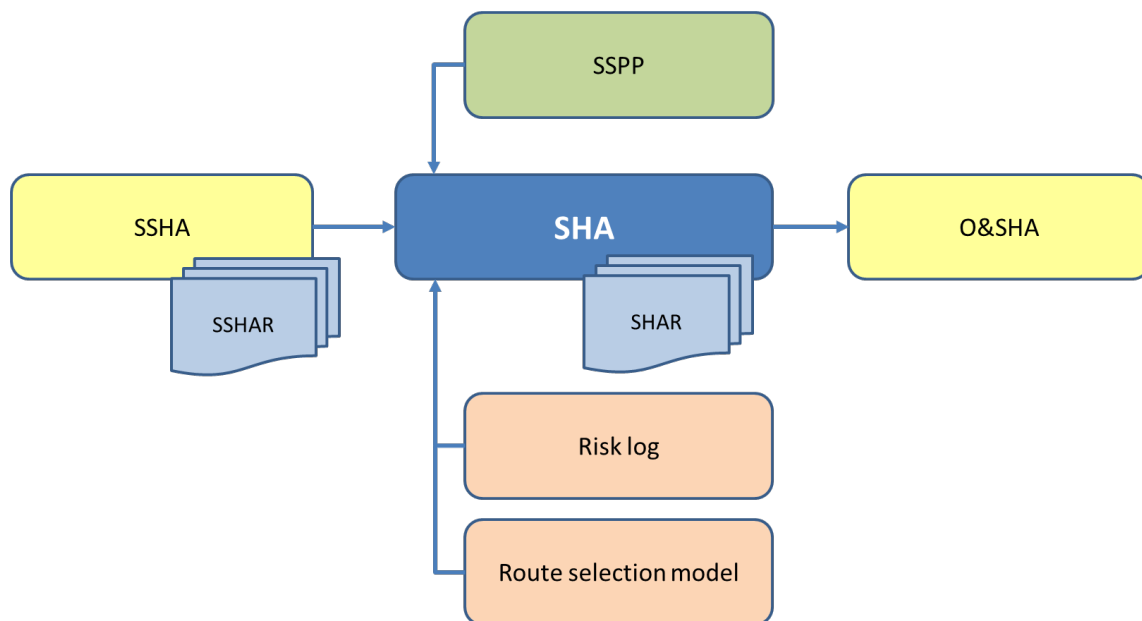 SSPP
SSHA
SHA
O&SHA
SSHAR
SHAR
Risk log
Route selection model